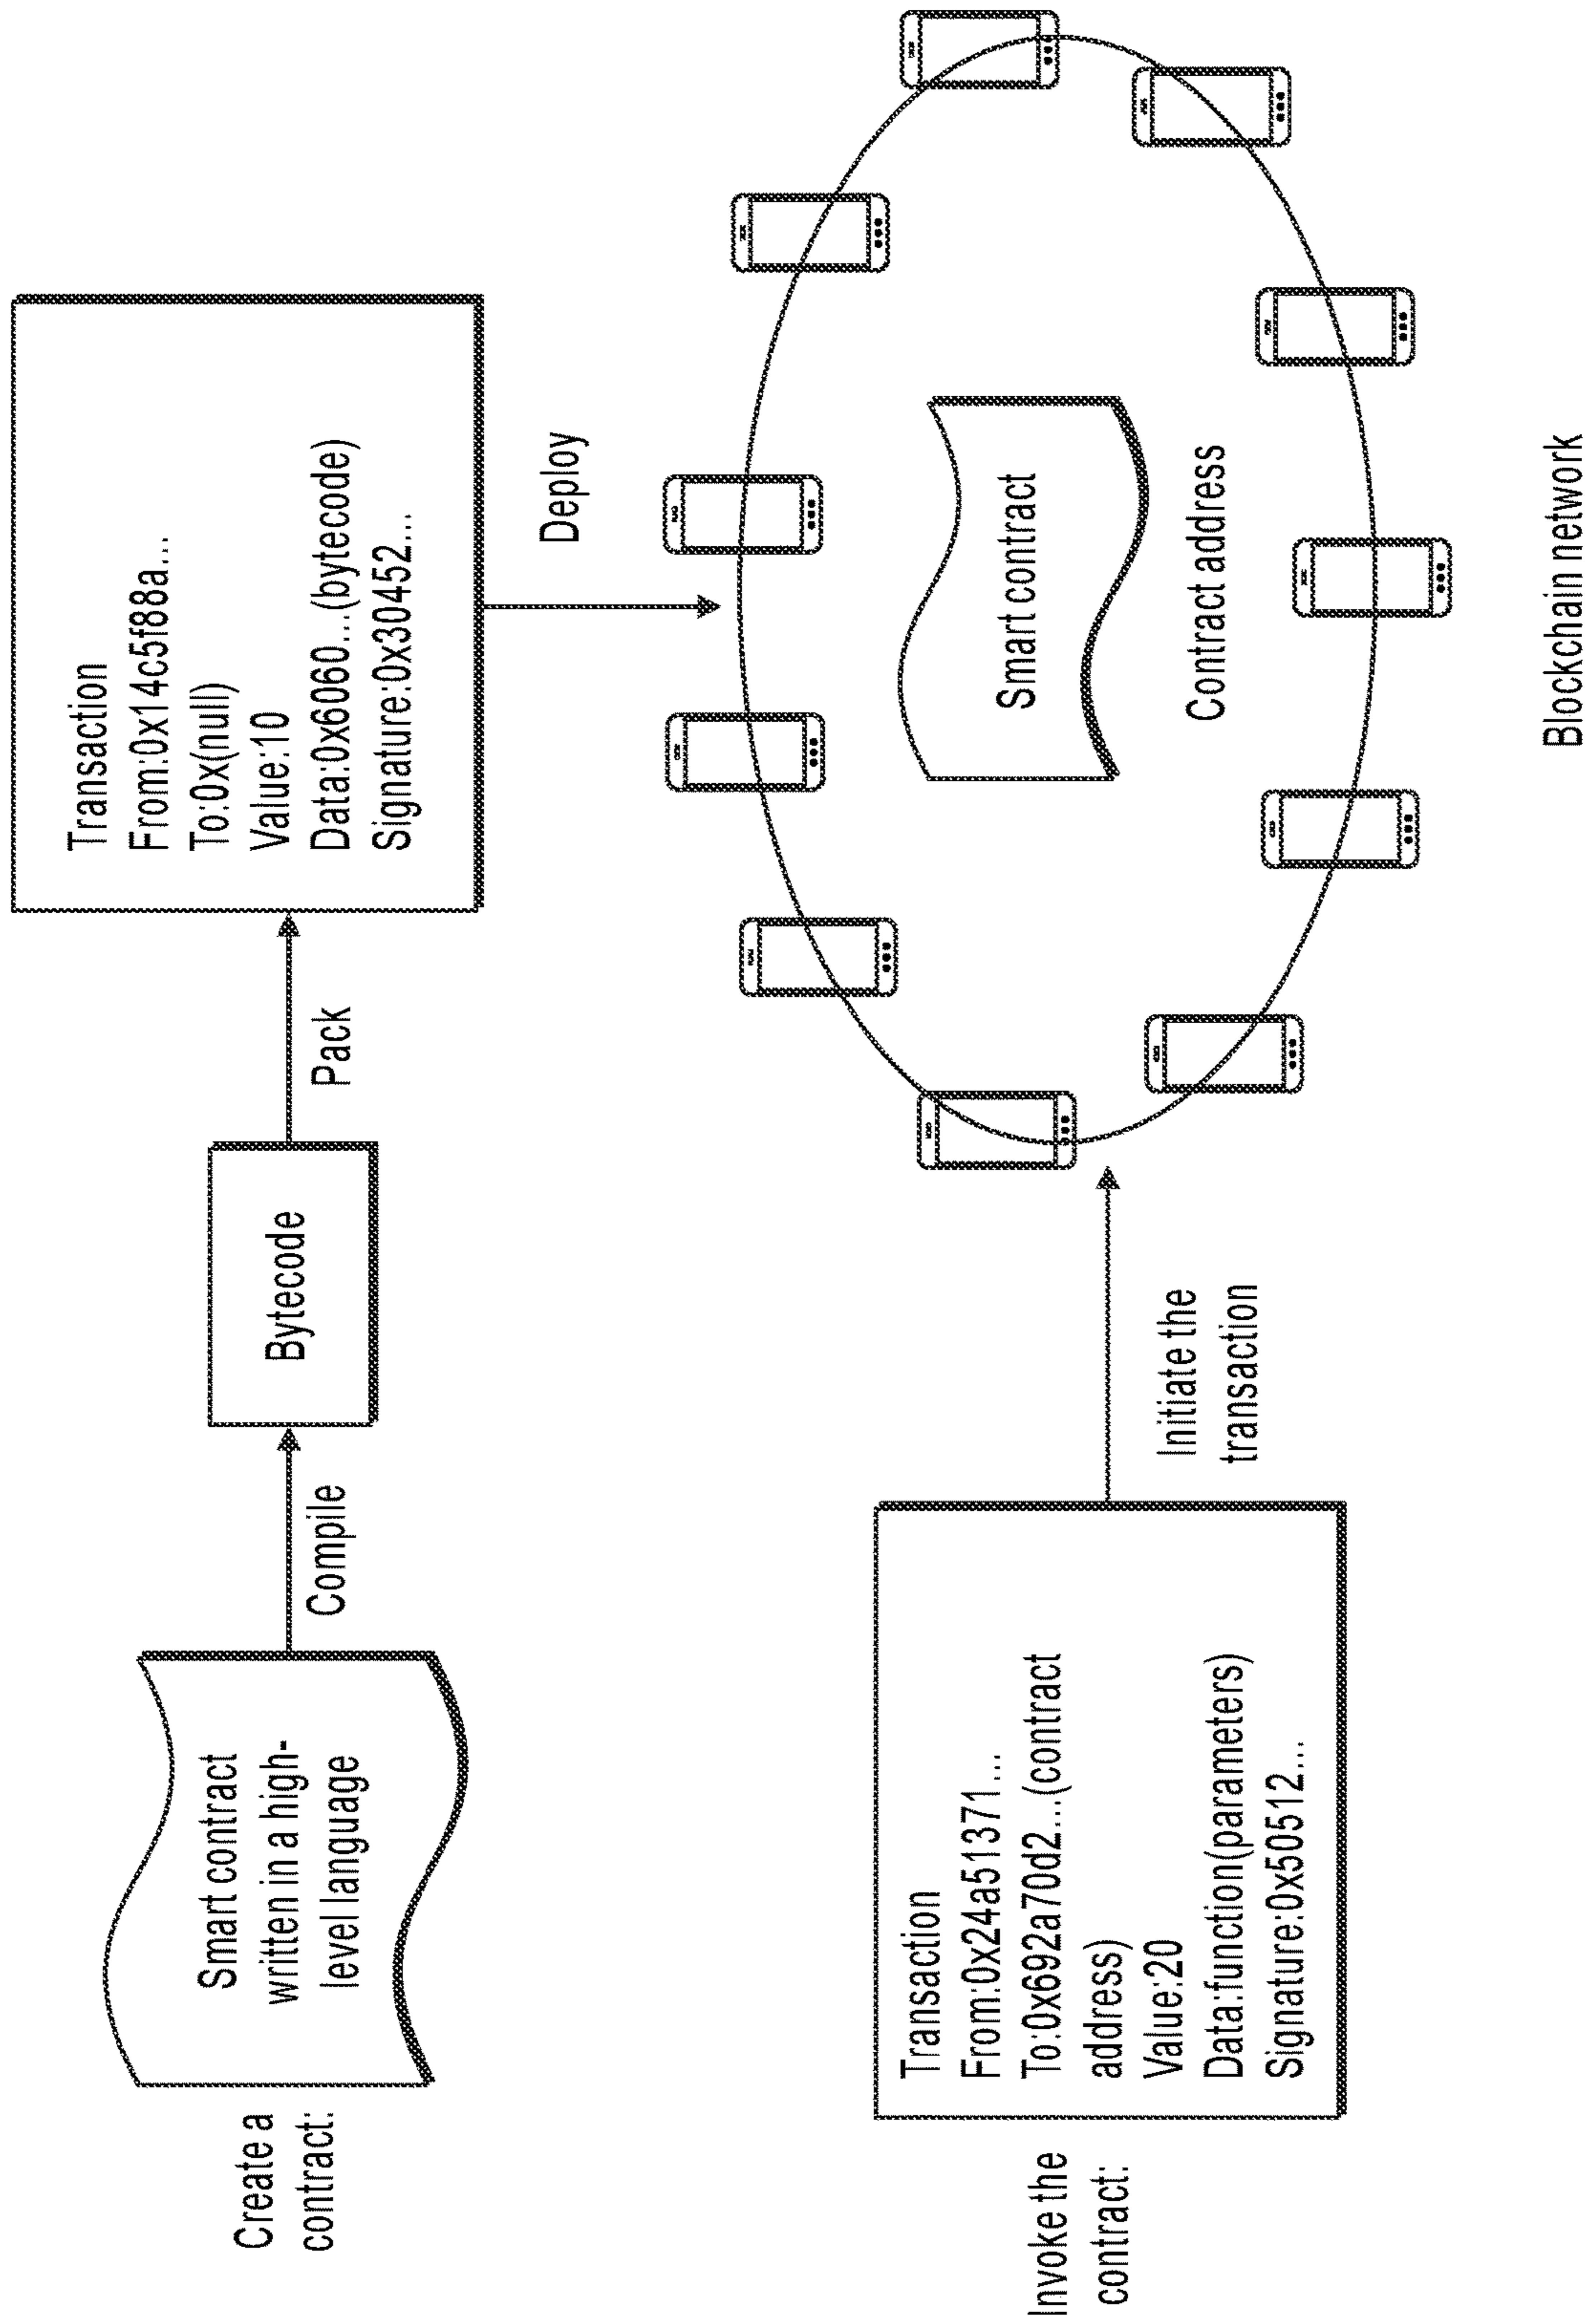 Create a
contract:
Smart contract
written in a high-
level language
Compile
Bytecode
Pack
Transaction
From:0x14c5f88a...
To:0x(null)
Value:10
Data:0x6060...(bytecode)
Signature:0x30452...
Deploy
Invoke the
contract:
Transaction
From:0x24a51371...
To:0x692a70d2...(contract
address)
Value:20
Data:function(parameters)
Signature:0x50512...
Initiate the
transaction
Smart contract
Contract address
Blockchain network